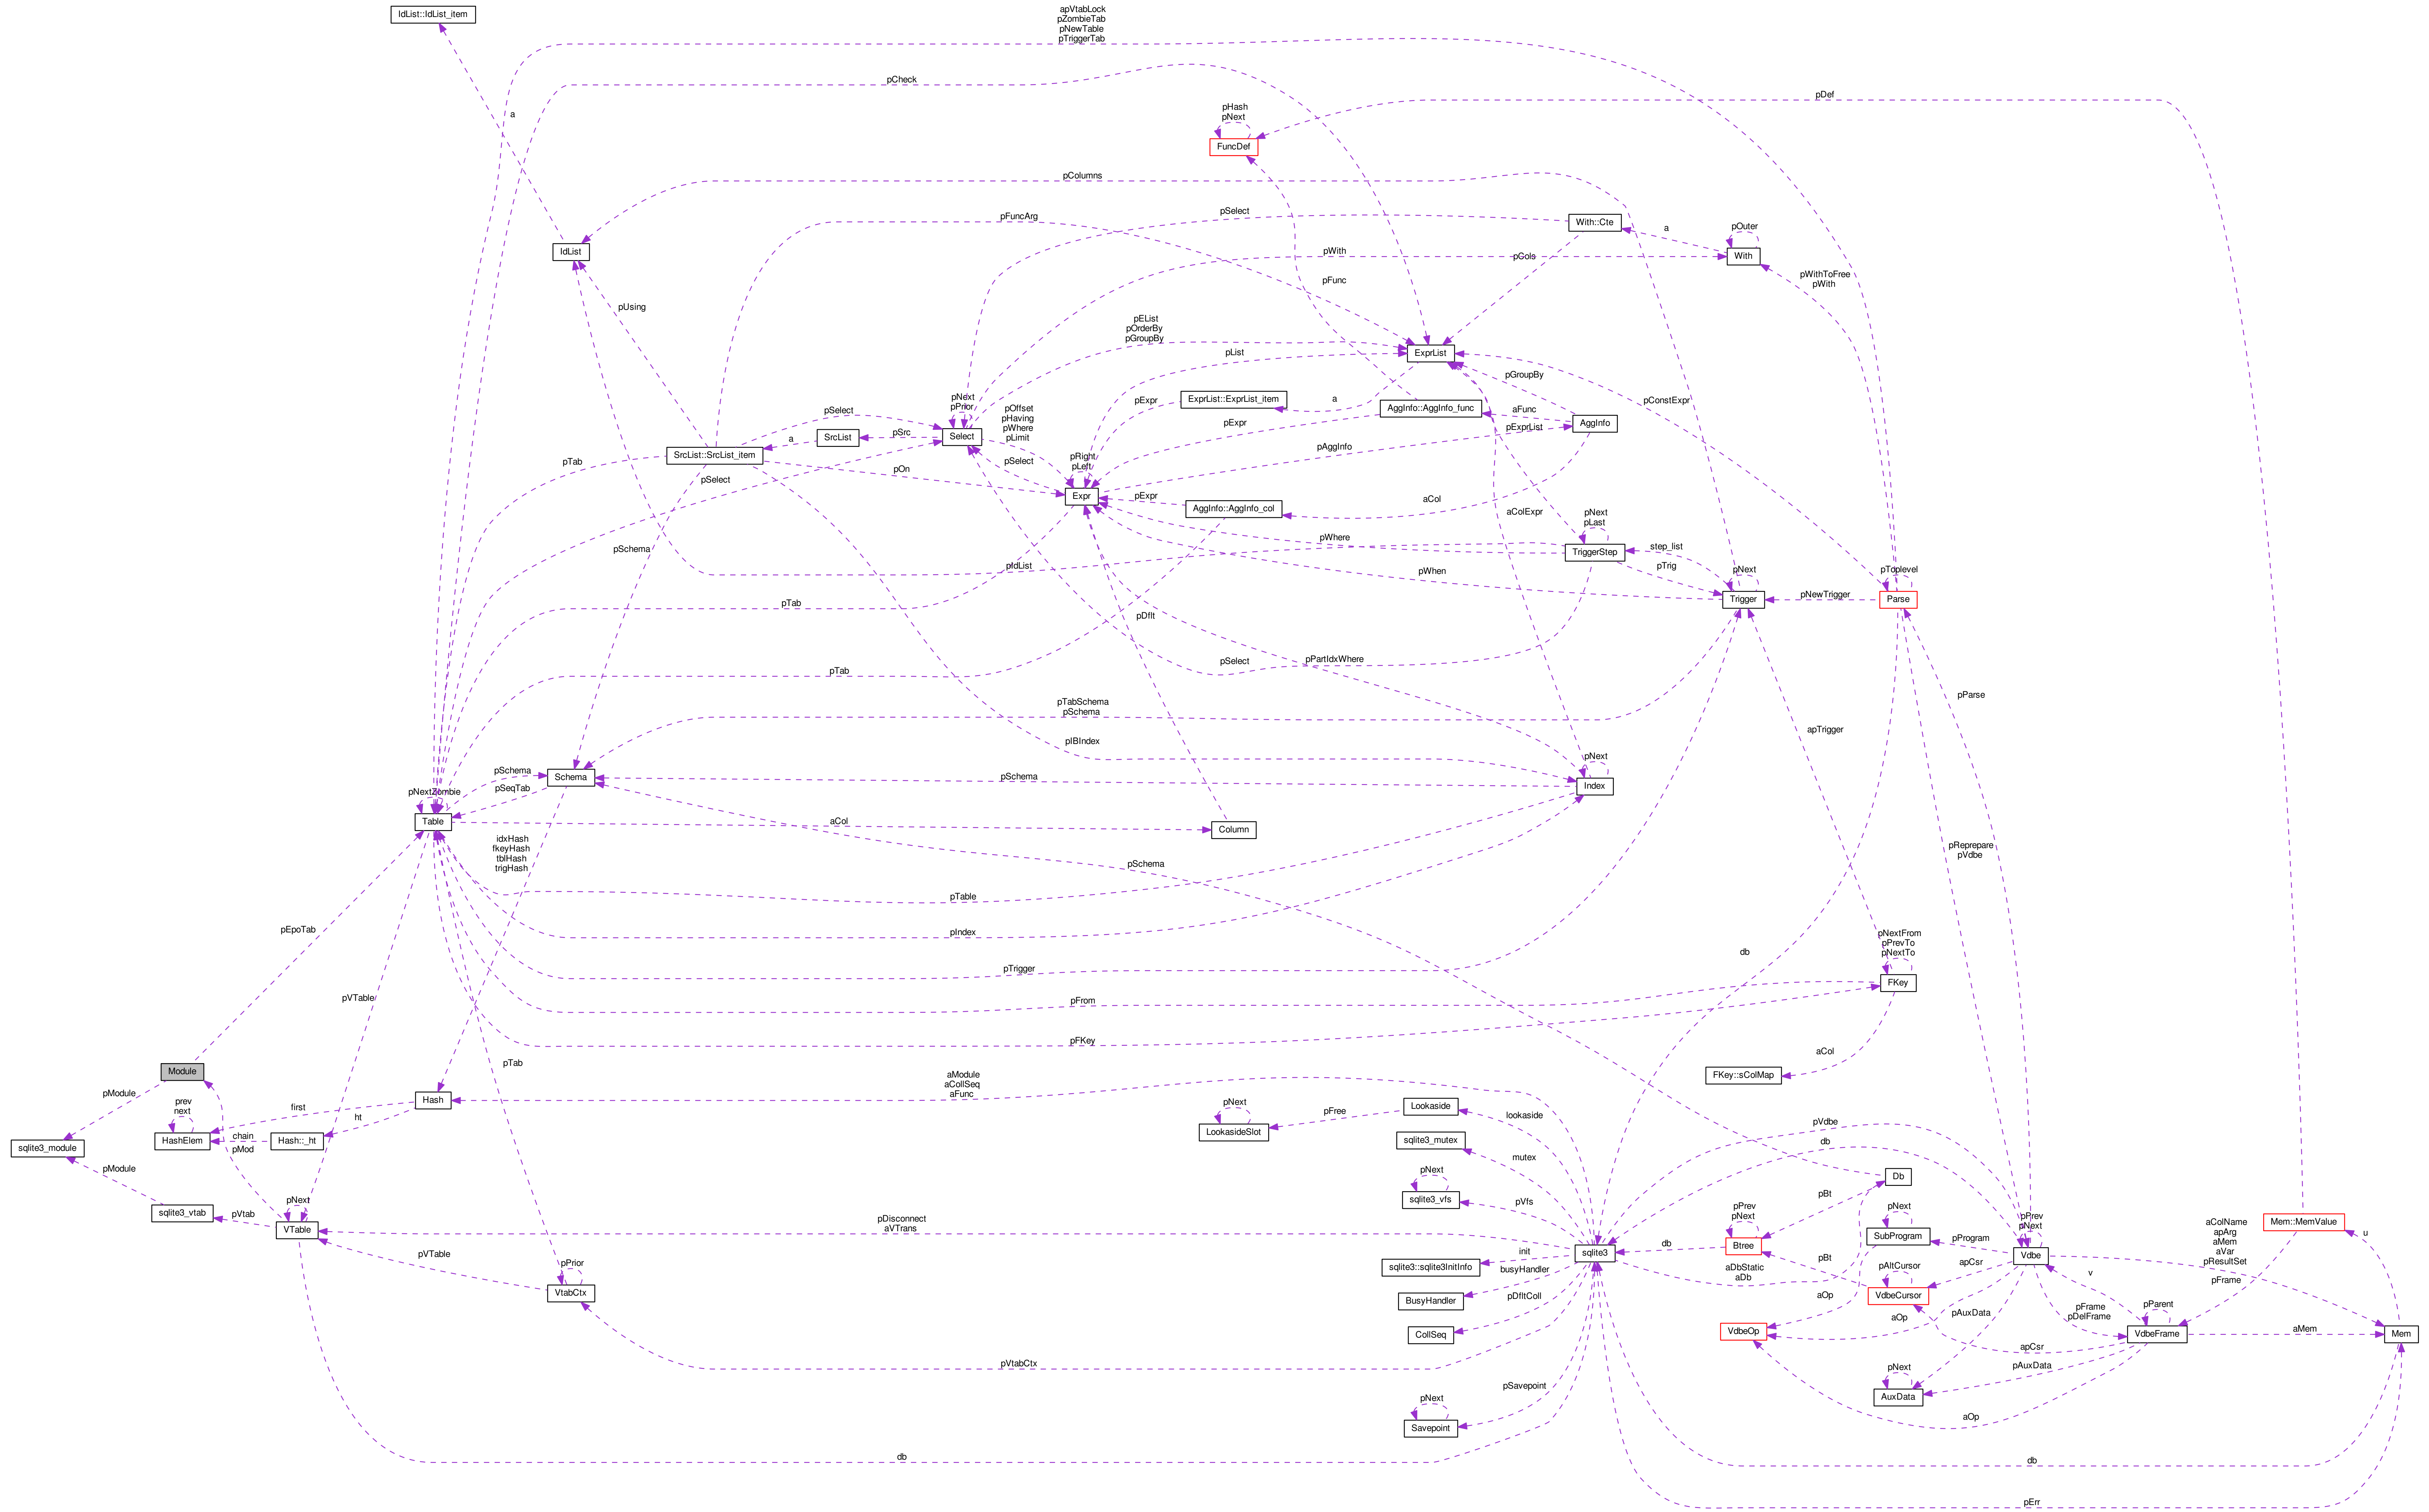 IdList::IdList_item
apVtabLock
pZombieTab
pNewTable
pTriggerTab
pCheck
a
pDef
pHash
pNext
FuncDef
pColumns
pFuncArg
pSelect
With::Cte
pOuter
a
With
IdList
pWith
pCols
pFunc
pWithToFree
pWith
pUsing
pEList
pOrderBy
pGroupBy
pList
ExprList
pGroupBy
pConstExpr
pExpr
ExprList::ExprList_item
a
AggInfo::AggInfo_func
aFunc
AggInfo
pNext
pPrior
pOffset
pHaving
pWhere
pLimit
pSelect
a
SrcList
pSrc
Select
pExpr
pExprList
SrcList::SrcList_item
pTab
pOn
pSelect
pSelect
pRight
pLeft
pAggInfo
Expr
pExpr
AggInfo::AggInfo_col
aCol
aColExpr
pNext
pLast
pSchema
pWhere
TriggerStep
step_list
pTrig
pIdList
pWhen
pNext
Trigger
pNewTrigger
pToplevel
Parse
pTab
pDflt
pTab
pSelect
pPartIdxWhere
pTabSchema
pSchema
pParse
apTrigger
pIBIndex
db
pNextZombie
pSchema
pSeqTab
Schema
pSchema
pNext
Index
Table
aCol
Column
idxHash
fkeyHash
tblHash
trigHash
pSchema
pReprepare
pVdbe
pTable
pEpoTab
pIndex
pTrigger
pNextFrom
pPrevTo
pNextTo
FKey
pVTable
pFrom
pFKey
pTab
aCol
Module
FKey::sColMap
pModule
aModule
aCollSeq
aFunc
Hash
prev
next
first
ht
pNext
pFree
Lookaside
lookaside
pVdbe
HashElem
chain
pMod
Hash::_ht
LookasideSlot
sqlite3_mutex
mutex
db
sqlite3_module
pModule
pNext
sqlite3_vfs
pVfs
Db
pBt
pNext
sqlite3_vtab
pVtab
pNext
VTable
pDisconnect
aVTrans
pPrev
pNext
Btree
db
SubProgram
pProgram
pPrev
pNext
Vdbe
aColName
apArg
aMem
aVar
pResultSet
Mem::MemValue
u
pVTable
pPrior
VtabCtx
sqlite3
init
sqlite3::sqlite3InitInfo
busyHandler
BusyHandler
aDbStatic
aDb
pBt
pAltCursor
VdbeCursor
apCsr
v
pFrame
aOp
pDfltColl
CollSeq
VdbeOp
aOp
pAuxData
pFrame
pDelFrame
pParent
VdbeFrame
aMem
Mem
apCsr
pAuxData
pVtabCtx
pNext
AuxData
pSavepoint
pNext
Savepoint
aOp
db
db
pErr